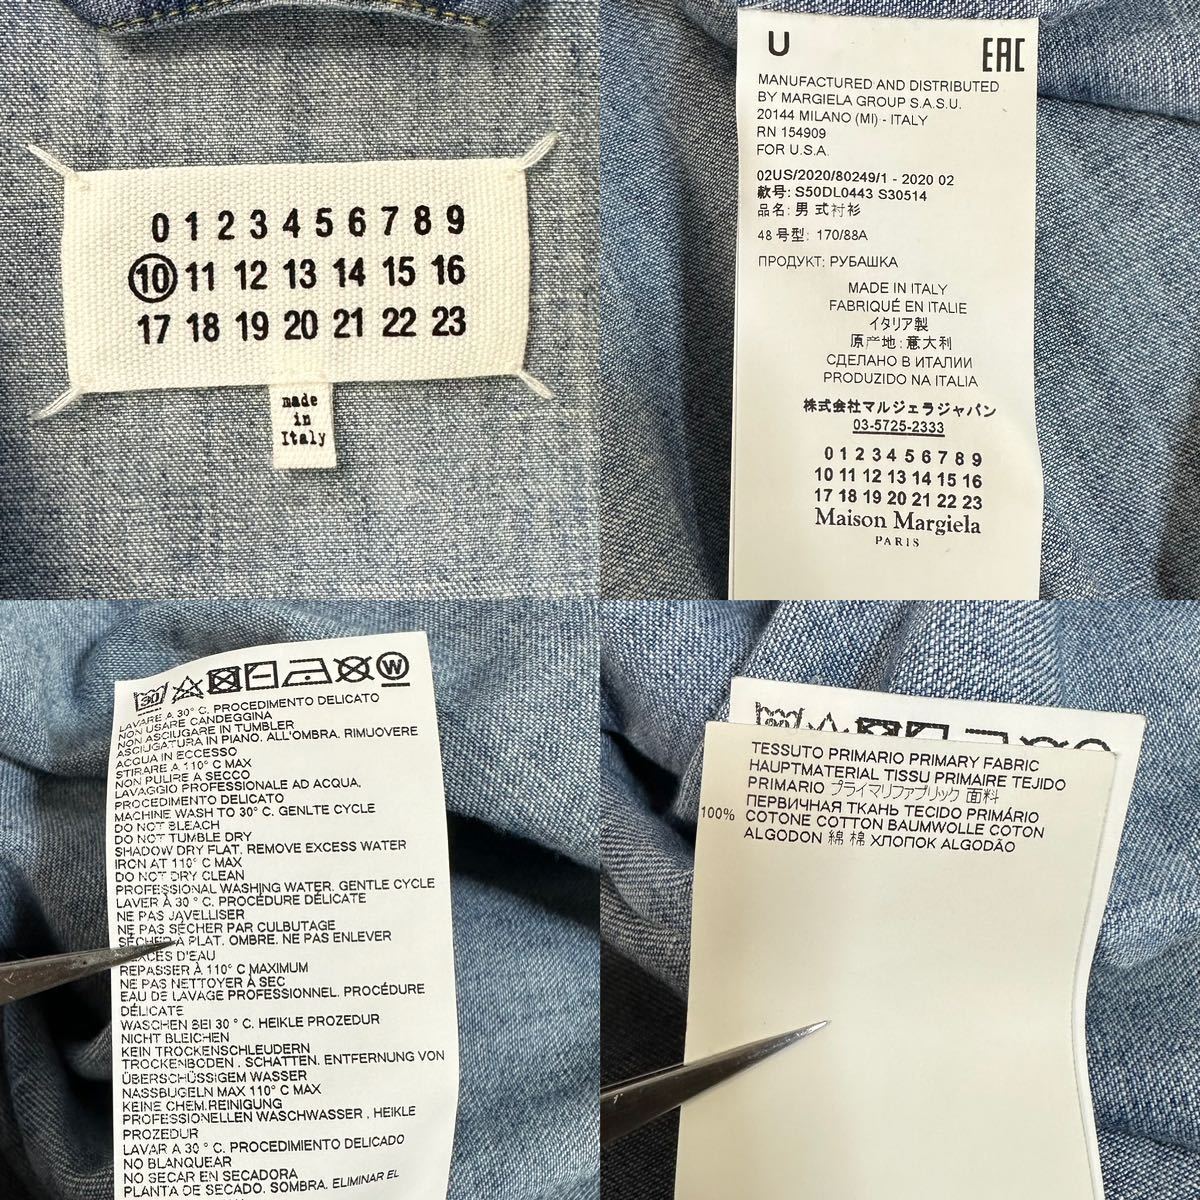 0 1 2 3 4 5 6 7 8 9
10 11 12 13 14 15 16
17 18 19 20 21 22 23
made
in
Italy
U
EAC
MANUFACTURED AND DISTRIBUTED
BY MARGIELA GROUP S.A.S.U.
20144 MILANO (MI) - ITALY
RN 154909
FOR U.S.A.
02US/2020/80249/1 - 2020 02
款号: S50DL0443 S30514
品名: 男式衬衫
48 号型: 170/88A
ПРОДУКТ: РУБАШКА
MADE IN ITALY
FABRIQUÉ EN ITALIE
イタリア製
原产地:意大利
СДЕЛАНО В ИТАЛИИ
PRODUZIDO NA ITALIA
株式会社マルジェラジャパン
03-5725-2333
0 1 2 3 4 5 6 7 8 9
10 11 12 13 14 15 16
17 18 19 20 21 22 23
Maison Margiela
PARIS
30 W
LAVARE A 30° C. PROCEDIMENTO DELICATO
NON USARE CANDEGGINA
NON ASCIUGARE IN TUMBLER
ASCIUGATURA IN PIANO. ALL'OMBRA. RIMUOVERE
ACQUA IN ECCESSO
STIRARE A 110° C MAX
NON PULIRE A SECCO
LAVAGGIO PROFESSIONALE AD ACQUA,
PROCEDIMENTO DELICATO
MACHINE WASH TO 30° C. GENLTE CYCLE
DO NOT BLEACH
DO NOT TUMBLE DRY
SHADOW DRY FLAT. REMOVE EXCESS WATER
IRON AT 110° C MAX
DO NOT DRY CLEAN
PROFESSIONAL WASHING WATER. GENTLE CYCLE
LAVER À 30° C. PROCÉDURE DÉLICATE
NE PAS JAVELLISER
NE PAS SÉCHER PAR CULBUTAGE
SÉCHER À PLAT. OMBRE. NE PAS ENLEVER
D'EAU
REPASSER À 110° C MAXIMUM
NE PAS NETTOYER À SEC
EAU DE LAVAGE PROFESSIONNEL. PROCÉDURE
DÉLICATE
WASCHEN BEI 30 ° C. HEIKLE PROZEDUR
NICHT BLEICHEN
KEIN TROCKENSCHLEUDERN
TROCKENBODEN . SCHATTEN. ENTFERNUNG VON
ÜBERSCHÜSSIGEM WASSER
NASSBUGELN MAX 110° C MAX
KEINE CHEM.REINIGUNG
PROFESSIONELLEN WASCHWASSER , HEIKLE
PROZEDUR
LAVAR A 30 ° C. PROCEDIMIENTO DELICADO
NO BLANQUEAR
NO SECAR EN SECADORA
PLANTA DE SECADO. SOMBRA. ELIMINAR EL
TESSUTO PRIMARIO PRIMARY FABRIC
HAUPTMATERIAL TISSU PRIMAIRE TEJIDO
PRIMARIO プライマリファブリック 面料
ПЕРВИЧНАЯ ТКАНЬ TECIDO PRIMÁRIO
100% COTONE COTTON BAUMWOLLE COTON
ALGODON 綿 棉 ХЛОПОК ALGODÃO